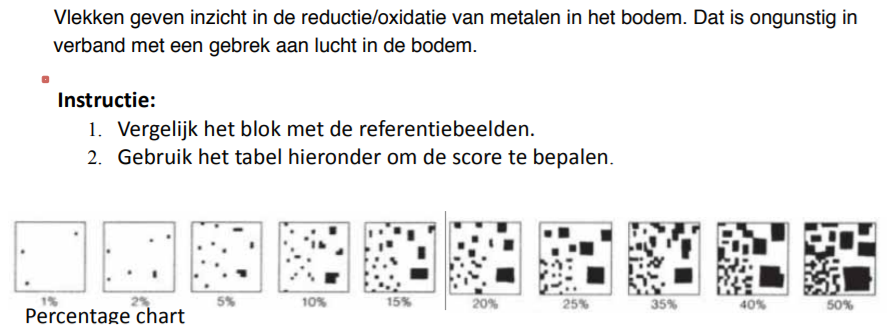 Vlekken geven inzicht in de reductie/oxidatie van metalen in het bodem. Dat is ongunstig in
verband met een gebrek aan lucht in de bodem.
Instructie:
1. Vergelijk het blok met de referentiebeelden.
2. Gebruik het tabel hieronder om de score te bepalen.
1% 2% 5% 10% 15% 20% 25% 35% 40% 50%
Percentage chart